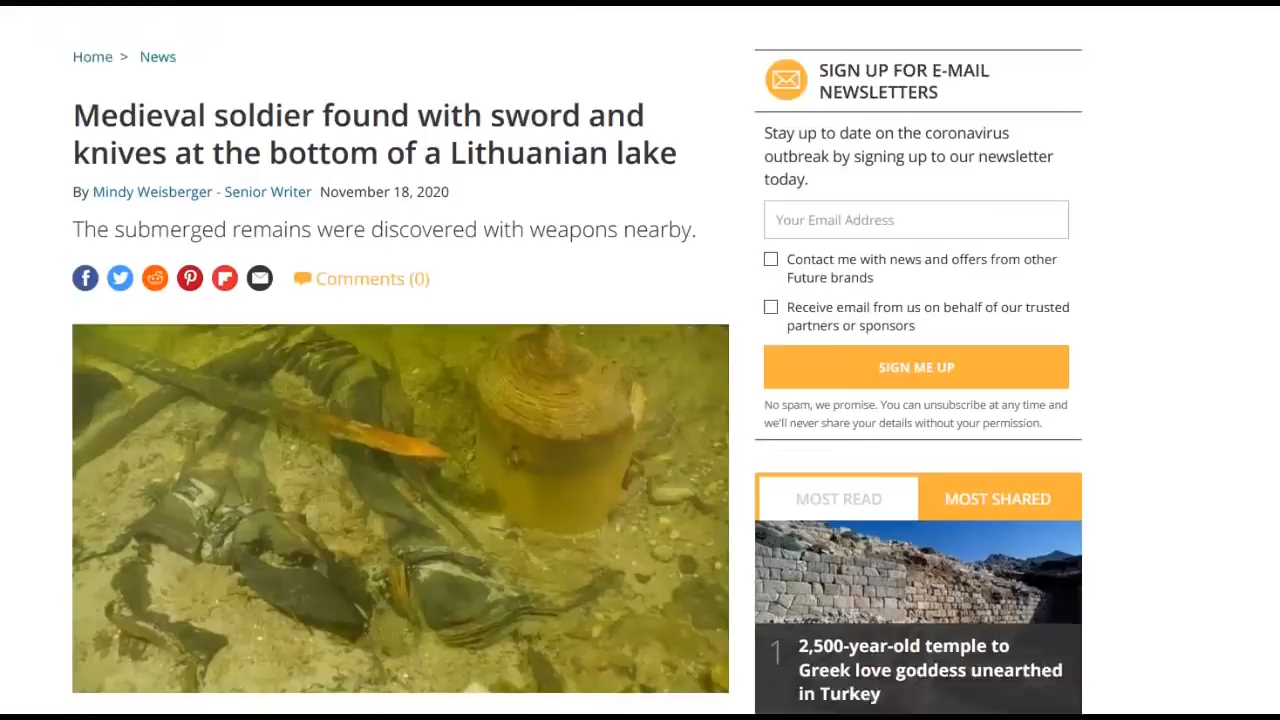 Home > News
Medieval soldier found with sword and
knives at the bottom of a Lithuanian lake
By Mindy Weisberger - Senior Writer November 18, 2020
The submerged remains were discovered with weapons nearby.
Comments (0)
SIGN UP FOR E-MAIL
NEWSLETTERS
Stay up to date on the coronavirus
outbreak by signing up to our newsletter
today.
Your Email Address
Contact me with news and offers from other
Future brands
Receive email from us on behalf of our trusted
partners or sponsors
SIGN ME UP
No spam, we promise. You can unsubscribe at any time and
we'll never share your details without your permission.
MOST READ
MOST SHARED
1
2,500-year-old temple to
Greek love goddess unearthed
in Turkey